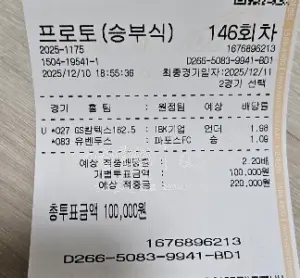 프로토(승부식) 146회차
2025-1175 1676896213
1504-19541-1 D266-5083-9941-BD1
2025/12/10 18:55:36 최종경기일자:2025/12/11
2경기 선택
경기 홈 팀 : 원정팀 예상 배당률
U *027 GS칼텍스182.5 : IBK기업 언더 1.98
*083 유벤투스 : 파포스FC 승 1.09
예상 적중배당률 : 2.20배
개별투표금액 : 100,000원
예상 적중금 : 220,000원
총투표금액 100,000원
1676896213
D266-5083-9941-BD1